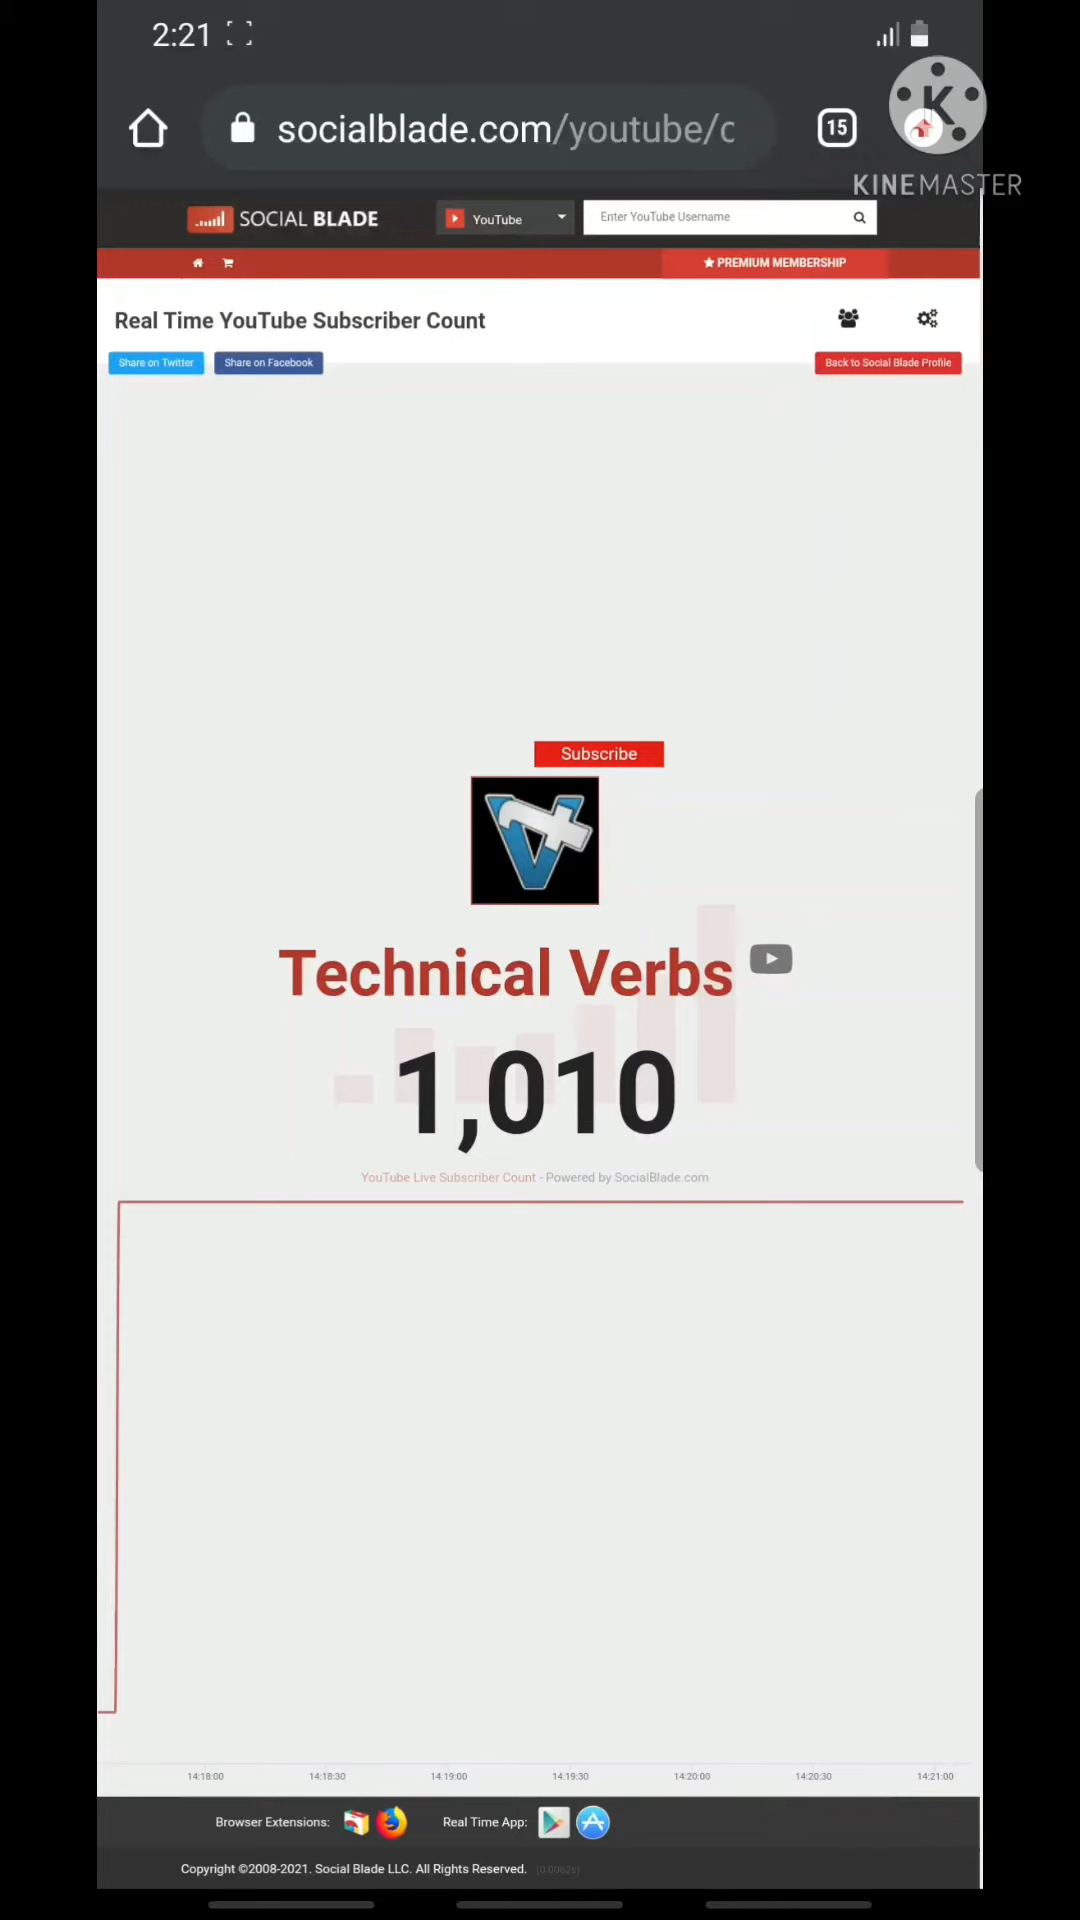 2:21
socialblade.com/youtube/c
15
K
KINEMASTER
SOCIAL BLADE
YouTube
Enter YouTube Username
PREMIUM MEMBERSHIP
Real Time YouTube Subscriber Count
Share on Twitter
Share on Facebook
Back to Social Blade Profile
Subscribe
Technical Verbs
1,010
YouTube Live Subscriber Count - Powered by SocialBlade.com
14:18:00 14:18:30 14:19:00 14:19:30 14:20:00 14:20:30 14:21:00
Browser Extensions:
Real Time App:
Copyright ©2008-2021. Social Blade LLC. All Rights Reserved.